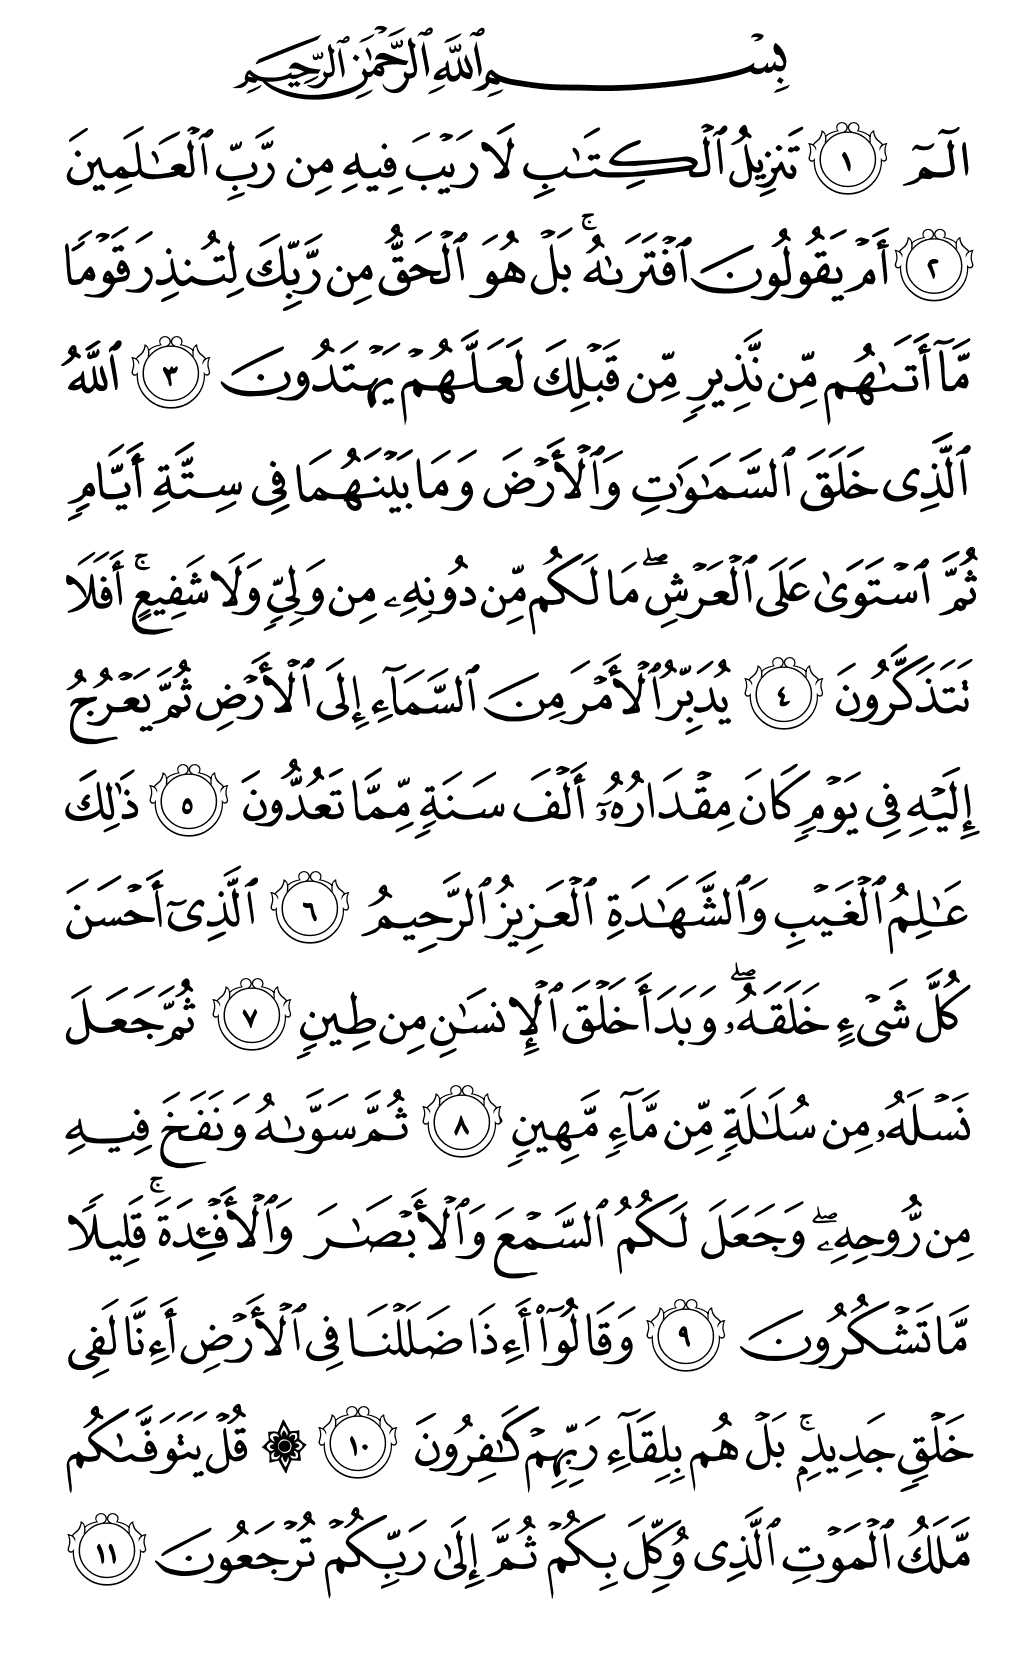 بِسْمِ ٱللَّهِ ٱلرَّحْمَٰنِ ٱلرَّحِيمِ
الٓمٓ ١ تَنزِيلُ ٱلْكِتَٰبِ لَا رَيْبَ فِيهِ مِن رَّبِّ ٱلْعَٰلَمِينَ
٢ أَمْ يَقُولُونَ ٱفْتَرَىٰهُ ۚ بَلْ هُوَ ٱلْحَقُّ مِن رَّبِّكَ لِتُنذِرَ قَوْمًا
مَّآ أَتَىٰهُم مِّن نَّذِيرٍ مِّن قَبْلِكَ لَعَلَّهُمْ يَهْتَدُونَ ٣ ٱللَّهُ
ٱلَّذِى خَلَقَ ٱلسَّمَٰوَٰتِ وَٱلْأَرْضَ وَمَا بَيْنَهُمَا فِى سِتَّةِ أَيَّامٍ
ثُمَّ ٱسْتَوَىٰ عَلَى ٱلْعَرْشِ ۖ مَا لَكُم مِّن دُونِهِۦ مِن وَلِىٍّ وَلَا شَفِيعٍ ۚ أَفَلَا
تَتَذَكَّرُونَ ٤ يُدَبِّرُ ٱلْأَمْرَ مِنَ ٱلسَّمَآءِ إِلَى ٱلْأَرْضِ ثُمَّ يَعْرُجُ
إِلَيْهِ فِى يَوْمٍ كَانَ مِقْدَارُهُۥٓ أَلْفَ سَنَةٍ مِّمَّا تَعُدُّونَ ٥ ذَٰلِكَ
عَٰلِمُ ٱلْغَيْبِ وَٱلشَّهَٰدَةِ ٱلْعَزِيزُ ٱلرَّحِيمُ ٦ ٱلَّذِىٓ أَحْسَنَ
كُلَّ شَىْءٍ خَلَقَهُۥ ۖ وَبَدَأَ خَلْقَ ٱلْإِنسَٰنِ مِن طِينٍ ٧ ثُمَّ جَعَلَ
نَسْلَهُۥ مِن سُلَٰلَةٍ مِّن مَّآءٍ مَّهِينٍ ٨ ثُمَّ سَوَّىٰهُ وَنَفَخَ فِيهِ
مِن رُّوحِهِۦ ۖ وَجَعَلَ لَكُمُ ٱلسَّمْعَ وَٱلْأَبْصَٰرَ وَٱلْأَفْـِٔدَةَ ۚ قَلِيلًا
مَّا تَشْكُرُونَ ٩ وَقَالُوٓا۟ أَءِذَا ضَلَلْنَا فِى ٱلْأَرْضِ أَءِنَّا لَفِى
خَلْقٍ جَدِيدٍۭ ۚ بَلْ هُم بِلِقَآءِ رَبِّهِمْ كَٰفِرُونَ ١٠ ۞ قُلْ يَتَوَفَّىٰكُم
مَّلَكُ ٱلْمَوْتِ ٱلَّذِى وُكِّلَ بِكُمْ ثُمَّ إِلَىٰ رَبِّكُمْ تُرْجَعُونَ ١١